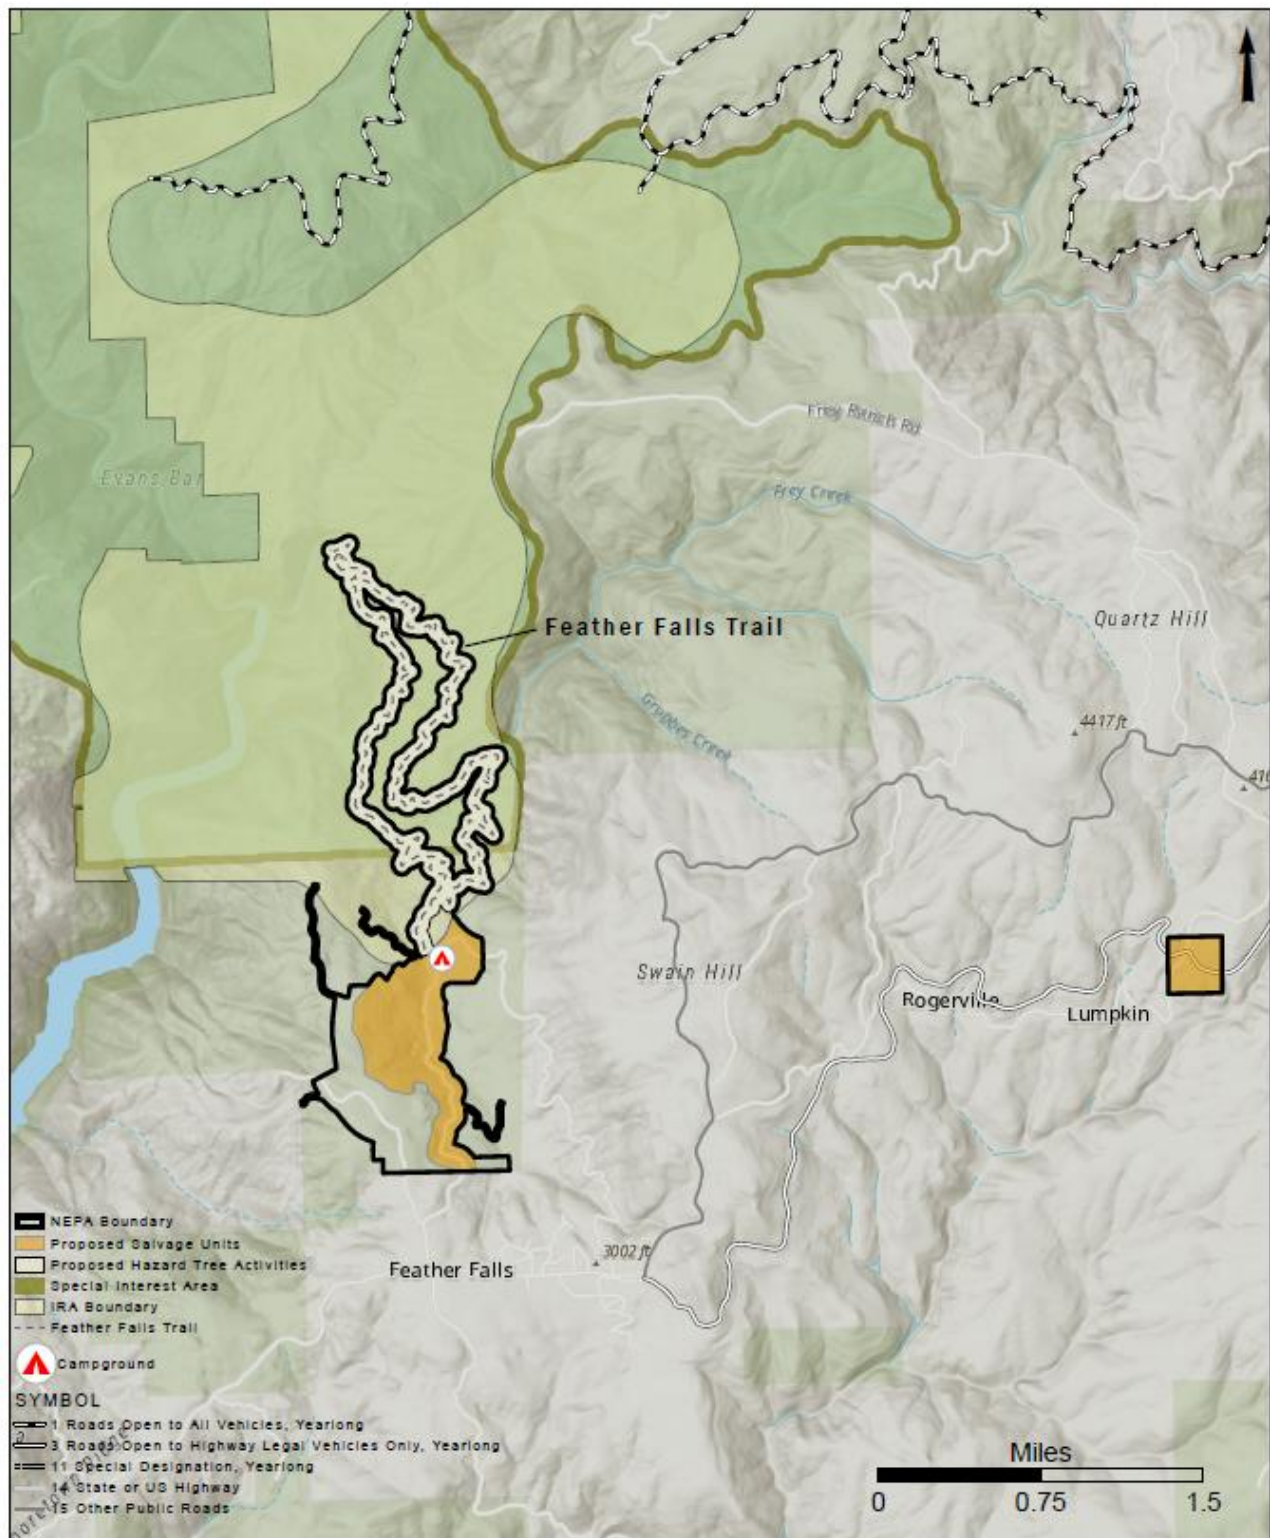 Frey Ranch Rd
Evans Bar
Frey Creek
Feather Falls Trail
Quartz Hill
Grubbs Creek
4417 ft
416
Swain Hill
Rogerville
Lumpkin
3002 ft
Feather Falls
NEPA Boundary
Proposed Salvage Units
Proposed Hazard Tree Activities
Special Interest Area
IRA Boundary
Feather Falls Trail
Campground
SYMBOL
1 Roads Open to All Vehicles, Yearlong
3 Roads Open to Highway Legal Vehicles Only, Yearlong
11 Special Designation, Yearlong
14 State or US Highway
15 Other Public Roads
Miles
0 0.75 1.5